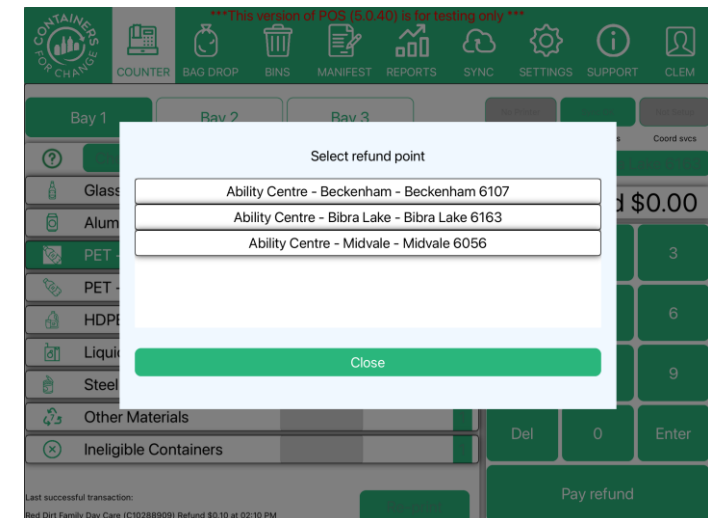 ***This version of POS (5.0.40) is for testing only ***
CONTAINERS
FOR CHANGE
COUNTER
BAG DROP
BINS
MANIFEST
REPORTS
SYNC
SETTINGS
SUPPORT
CLEM
Bay 1
Bay 2
Bay 3
Coord svcs
Select refund point
Ability Centre - Beckenham - Beckenham 6107
Ability Centre - Bibra Lake - Bibra Lake 6163
Ability Centre - Midvale - Midvale 6056
Close
Glass
Alum
PET -
PET -
HDPE
Liqui
Steel
Other Materials
Ineligible Containers
$0.00
3
6
9
Del
0
Enter
Pay refund
Last successful transaction:
Red Dirt Family Day Care (C10288909) Refund $0.10 at 02:10 PM